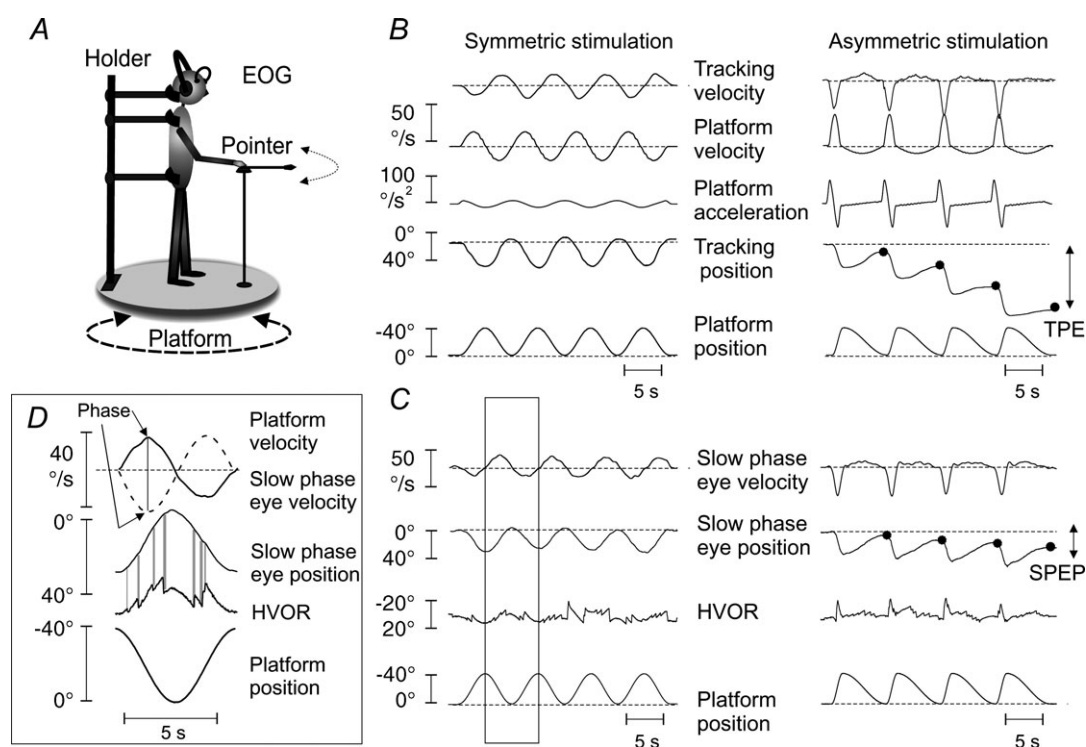 A
Holder
EOG
Pointer
Platform
B
Symmetric stimulation
Asymmetric stimulation
50
°/s
100
°/s²
0°
40°
-40°
0°
Tracking
velocity
Platform
velocity
Platform
acceleration
Tracking
position
Platform
position
TPE
5 s
5 s
D
Phase
40
°/s
0°
40°
-40°
0°
Platform
velocity
Slow phase
eye velocity
Slow phase
eye position
HVOR
Platform
position
5 s
C
50
°/s
0°
40°
-20°
20°
-40°
0°
Slow phase
eye velocity
Slow phase
eye position
SPEP
HVOR
Platform
position
5 s
5 s